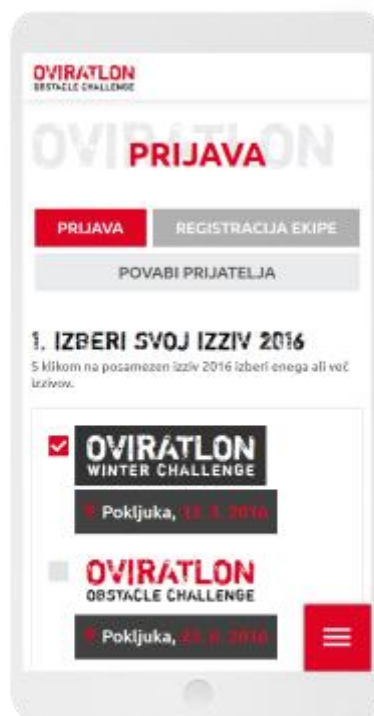 OVIRATLON
OBSTACLE CHALLENGE
OVIRATLON
PRIJAVA
PRIJAVA
REGISTRACIJA EKIPE
POVABI PRIJATELJA
1. IZBERI SVOJ IZZIV 2016
S klikom na posamezen izziv 2016 izberi enega ali več
izzivov.
OVIRATLON
WINTER CHALLENGE
Pokljuka,
OVIRATLON
OBSTACLE CHALLENGE
Pokljuka,